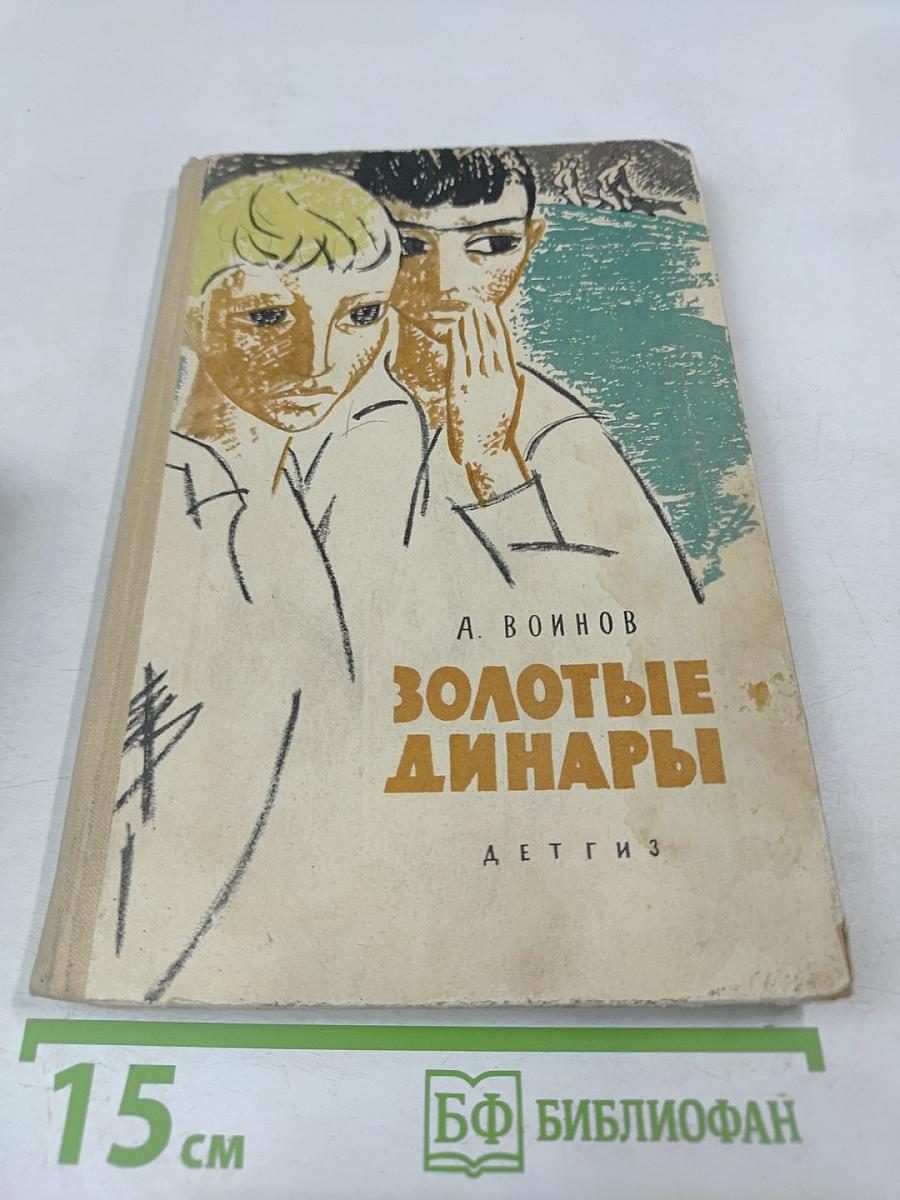 А. ВОИНОВ
ЗОЛОТЫЕ
ДИНАРЫ
ДЕТГИЗ
15 СМ
БФ БИБЛИОФАН